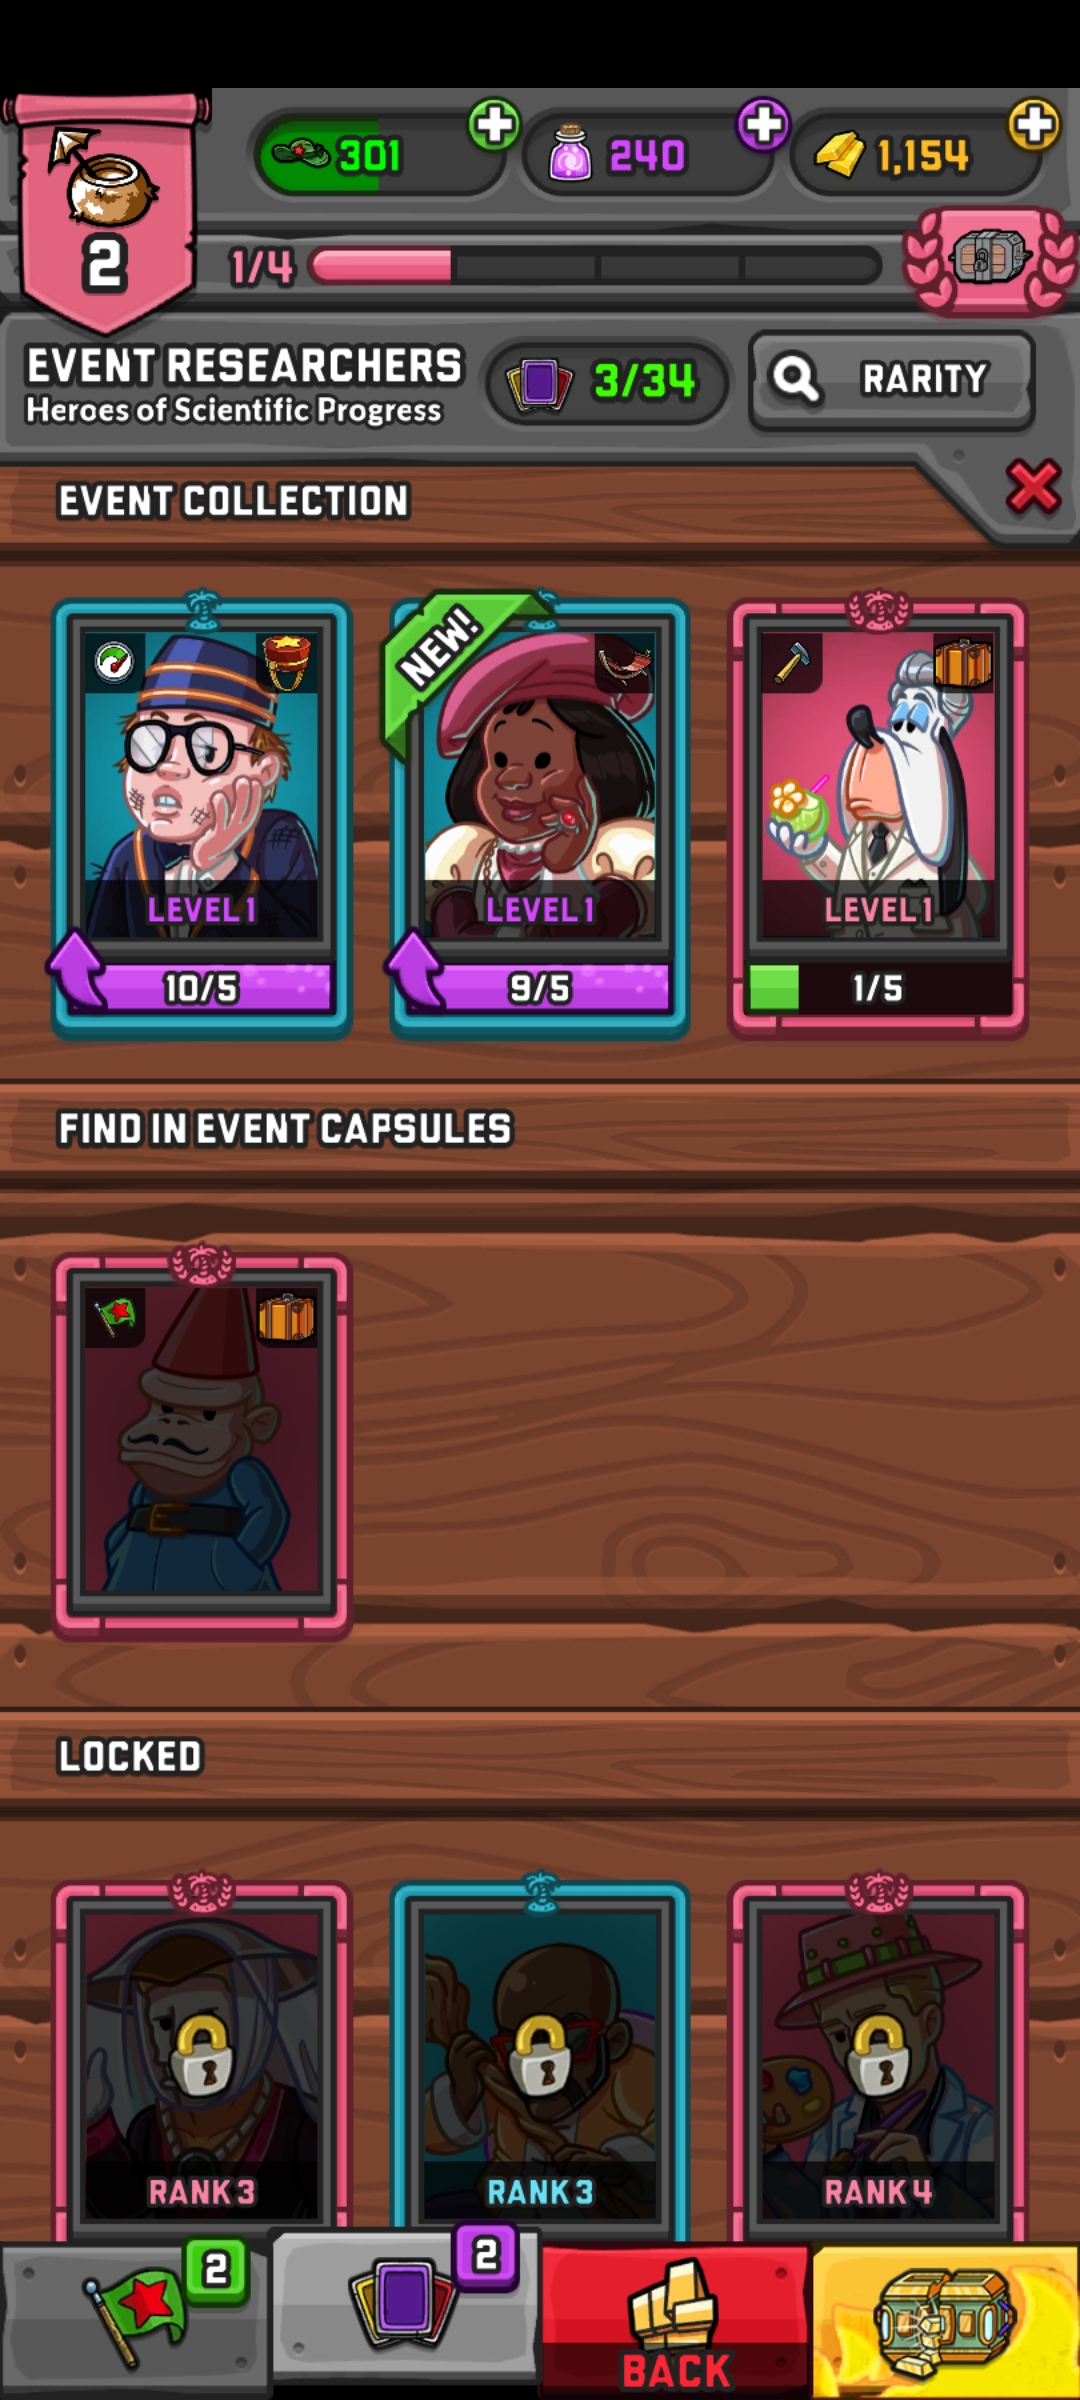 301
240
1,154
2
1/4
EVENT RESEARCHERS
Heroes of Scientific Progress
3/34
RARITY
EVENT COLLECTION
NEW!
LEVEL 1
LEVEL 1
LEVEL 1
10/5
9/5
1/5
FIND IN EVENT CAPSULES
LOCKED
RANK 3
RANK 3
RANK 4
2
2
BACK